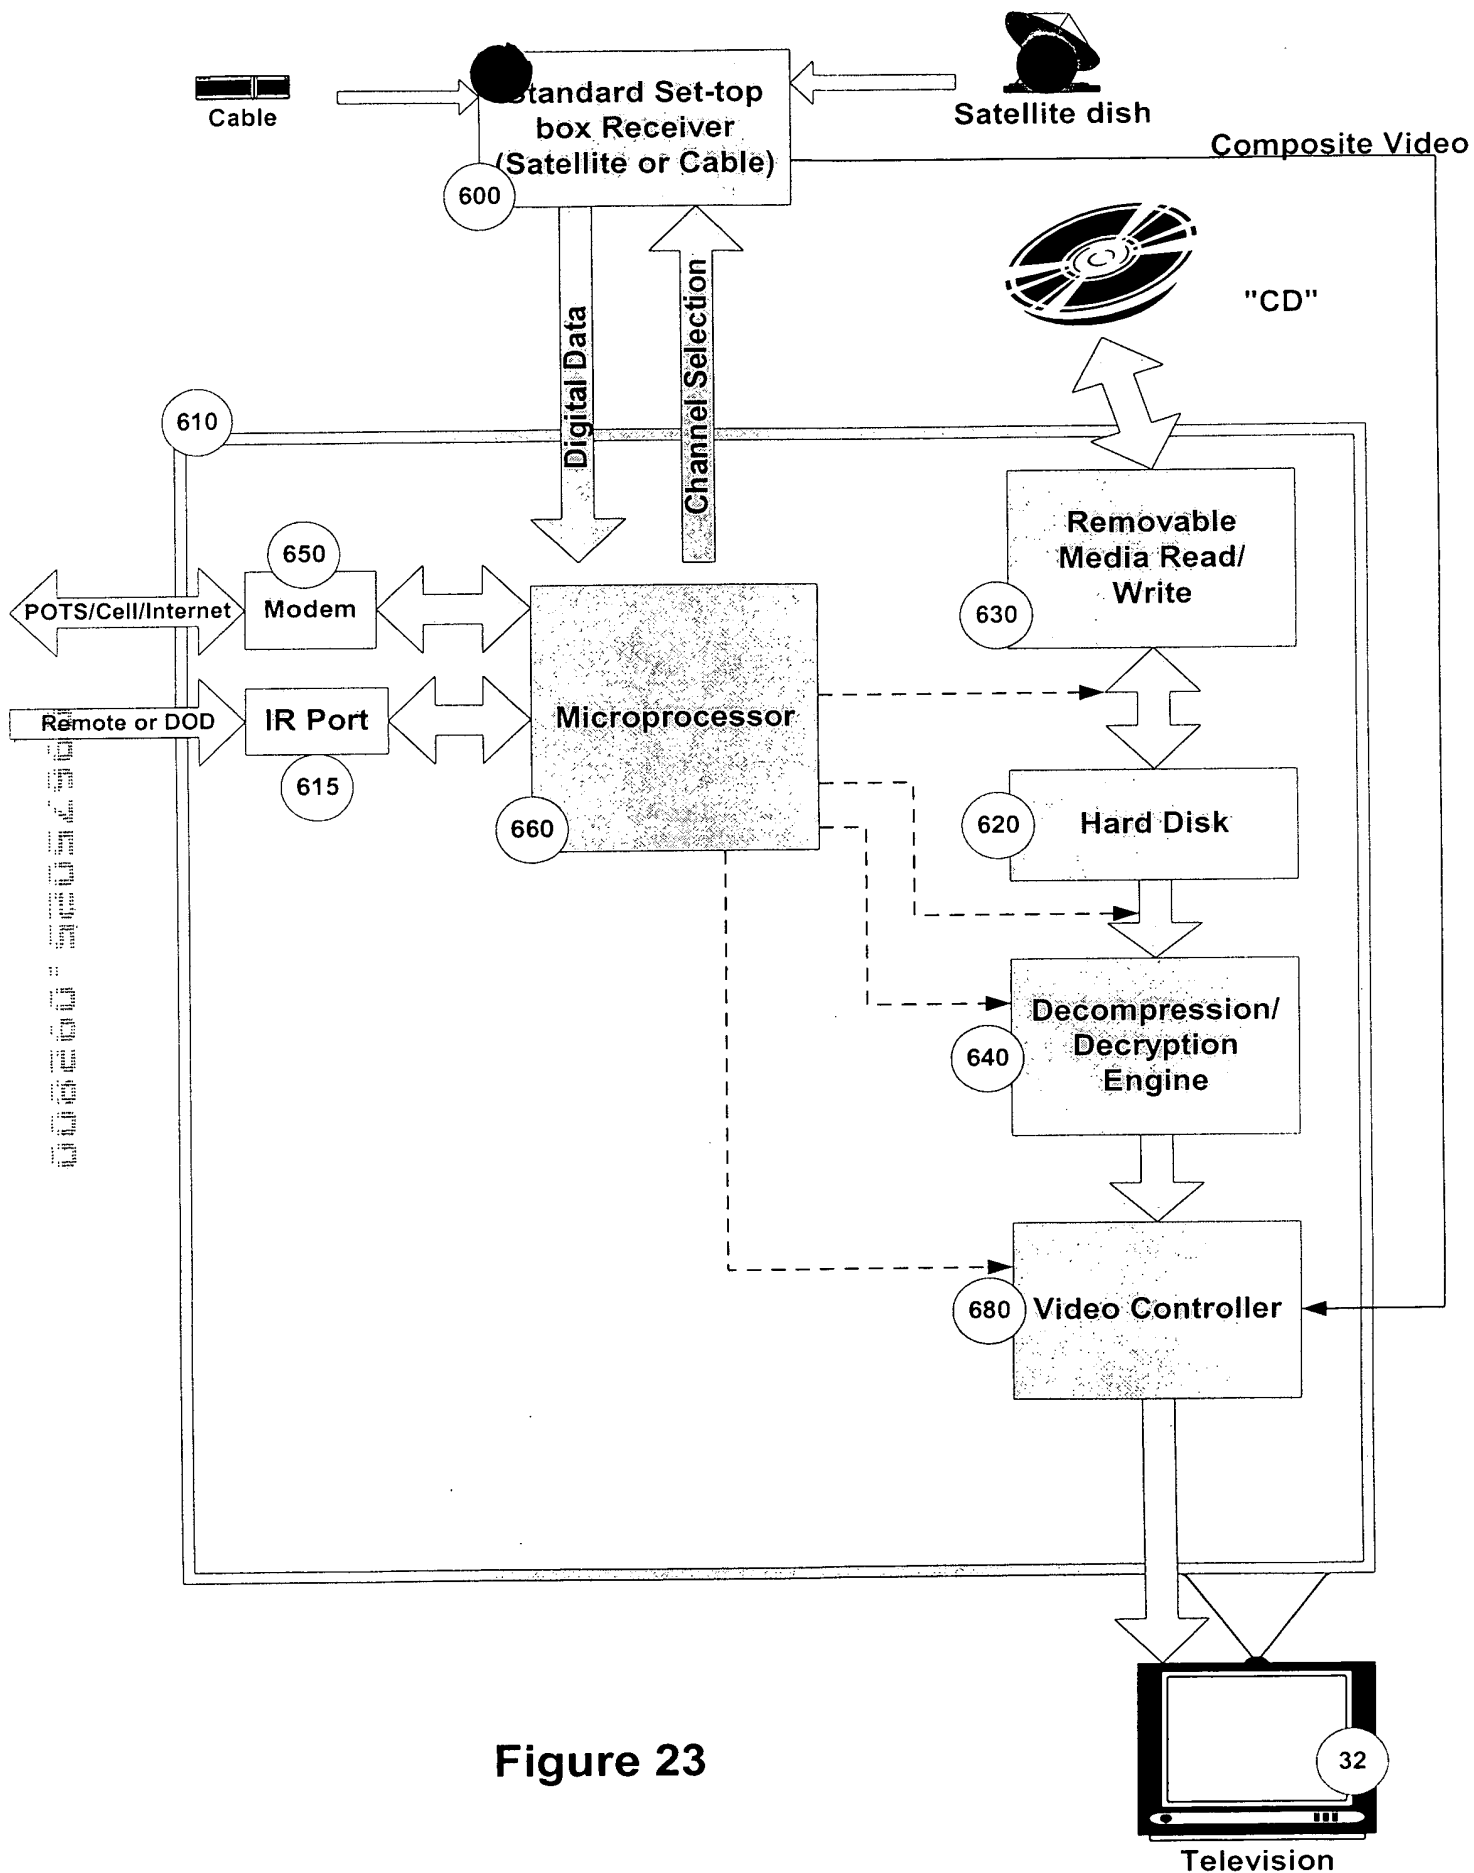 Cable
Standard Set-top
box Receiver
(Satellite or Cable)
600
Satellite dish
Composite Video
"CD"
Digital Data
Channel Selection
610
650
POTS/Cell/Internet
Modem
Remote or DOD
IR Port
615
Microprocessor
660
Removable
Media Read/
Write
630
Hard Disk
620
Decompression/
Decryption
Engine
640
Video Controller
680
32
Television
Figure 23